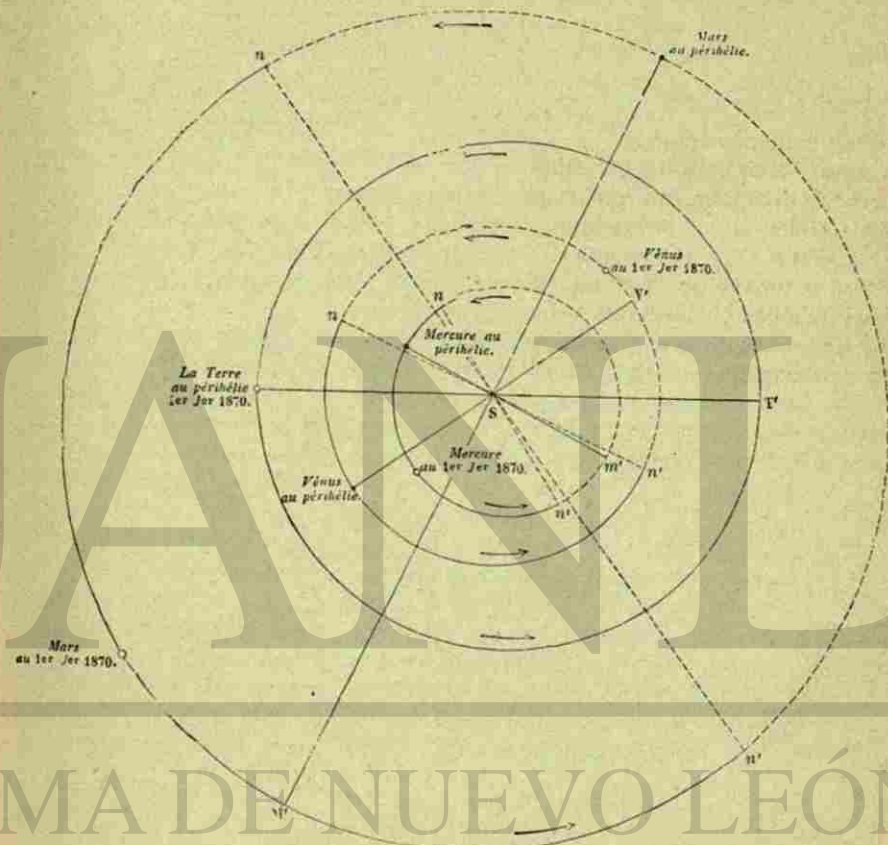 Mars
au périhélie.
n
Vénus
au 1er Jer 1870.
V'
n
n
Mercure au
périhélie.
La Terre
au périhélie
1er Jer 1870.
S
T'
Mercure
au 1er Jer 1870.
m'
n'
Vénus
au périhélie.
n'
Mars
au 1er Jer 1870.
n'
M'
UANL
MA DE NUEVO LEÓN